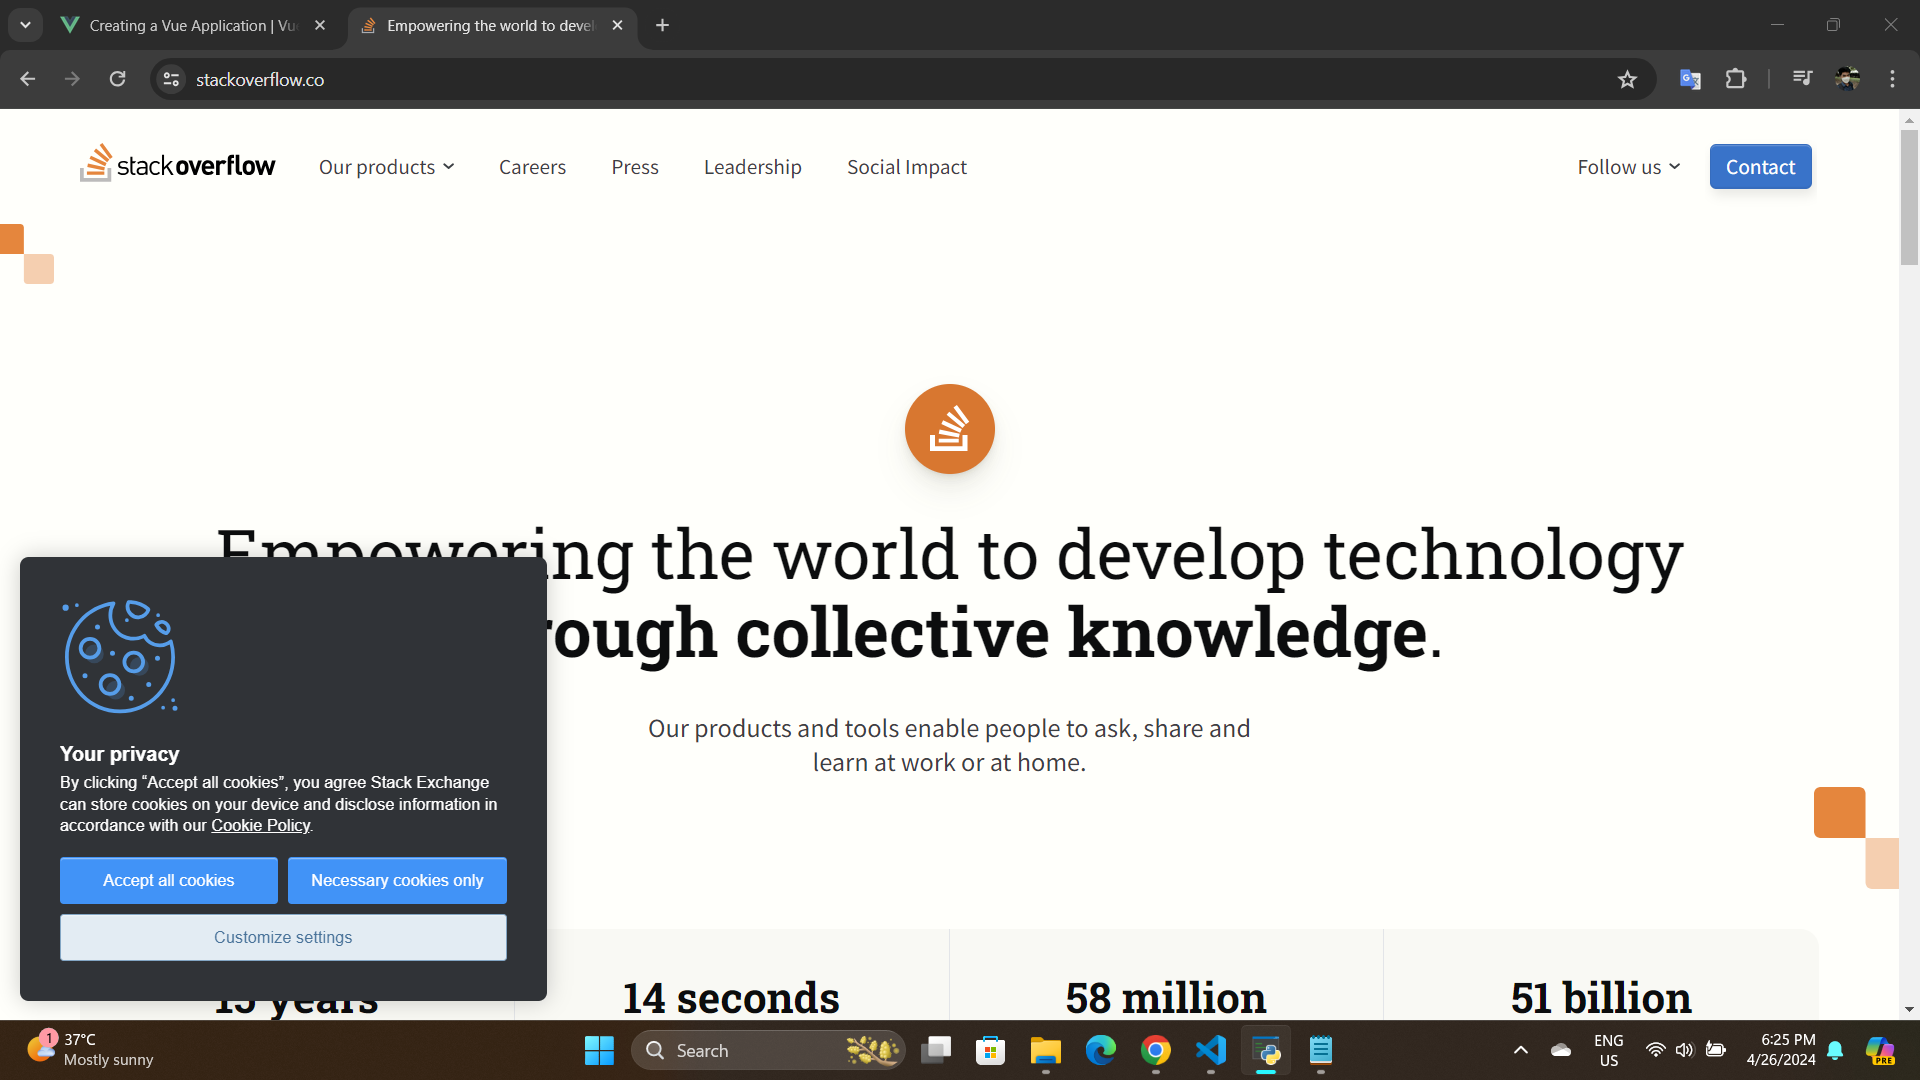 Creating a Vue Application | Vu
Empowering the world to devel
stackoverflow.co
stackoverflow
Our products
Careers
Press
Leadership
Social Impact
Follow us
Contact
Empowering the world to develop technology
rough collective knowledge.
Our products and tools enable people to ask, share and
learn at work or at home.
Your privacy
By clicking “Accept all cookies”, you agree Stack Exchange
can store cookies on your device and disclose information in
accordance with our Cookie Policy.
Accept all cookies
Necessary cookies only
Customize settings
15 years
14 seconds
58 million
51 billion
1
37°C
Mostly sunny
Search
ENG
US
6:25 PM
4/26/2024
PRE